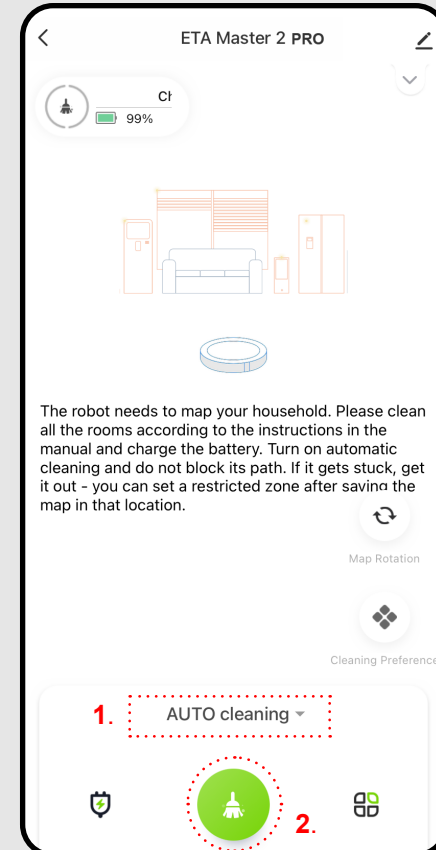 ETA Master 2 PRO
99%
The robot needs to map your household. Please clean
all the rooms according to the instructions in the
manual and charge the battery. Turn on automatic
cleaning and do not block its path. If it gets stuck, get
it out - you can set a restricted zone after saving the
map in that location.
Map Rotation
Cleaning Preference
1. AUTO cleaning
2.